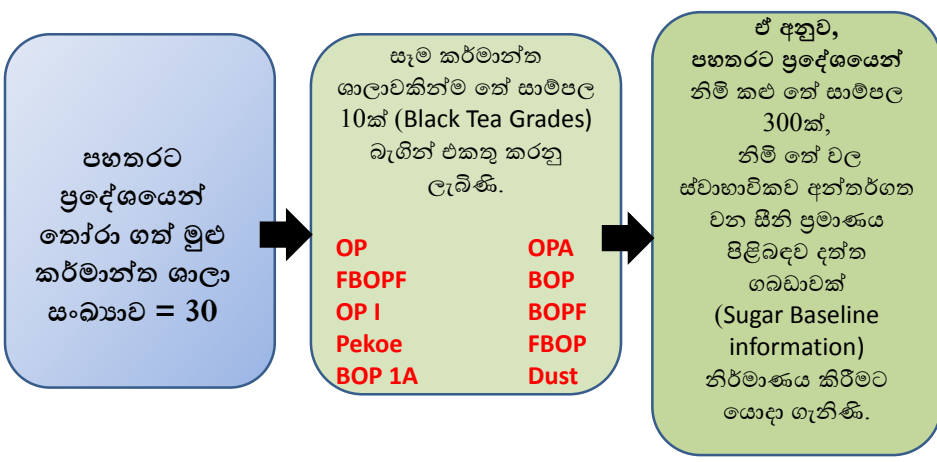 පහතරට
ප්‍රදේශයෙන්
තෝරා ගත් මුළු
කර්මාන්ත ශාලා
සංඛ්‍යාව = 30
සෑම කර්මාන්ත
ශාලාවකින්ම තේ සාම්පල
10ක් (Black Tea Grades)
බැගින් එකතු කරනු
ලැබිණි.
OP OPA
FBOPF BOP
OP I BOPF
Pekoe FBOP
BOP 1A Dust
ඒ අනුව,
පහතරට ප්‍රදේශයෙන්
නිමි කළු තේ සාම්පල
300ක්,
නිමි තේ වල
ස්වාභාවිකව අන්තර්ගත
වන සීනි ප්‍රමාණය
පිළිබඳව දත්ත
ගබඩාවක්
(Sugar Baseline
information)
නිර්මාණය කිරීමට
යොදා ගැනිණි.